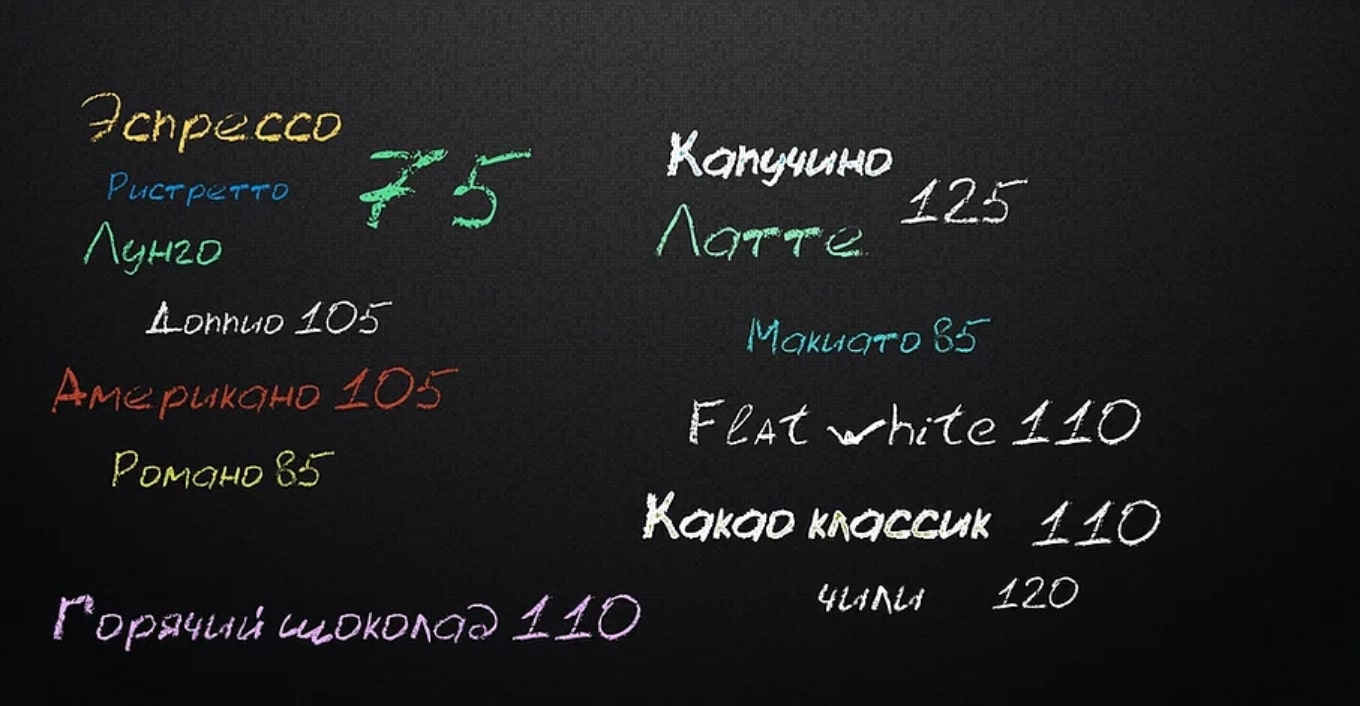 Эспрессо
Ристретто 75
Лунго
Доппио 105
Американо 105
Романо 85
Горячий шоколад 110
Капучино
125
Латте
Макиато 85
Flat white 110
Какао классик 110
чили 120